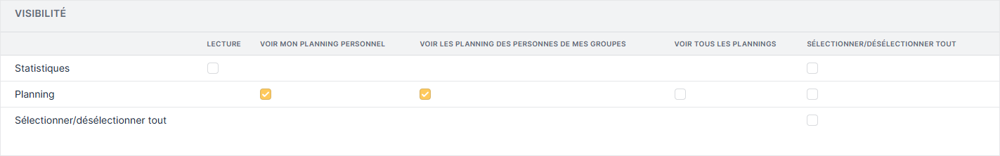 VISIBILITÉ
LECTURE VOIR MON PLANNING PERSONNEL VOIR LES PLANNING DES PERSONNES DE MES GROUPES VOIR TOUS LES PLANNINGS SÉLECTIONNER/DÉSÉLECTIONNER TOUT
Statistiques
Planning
Sélectionner/désélectionner tout